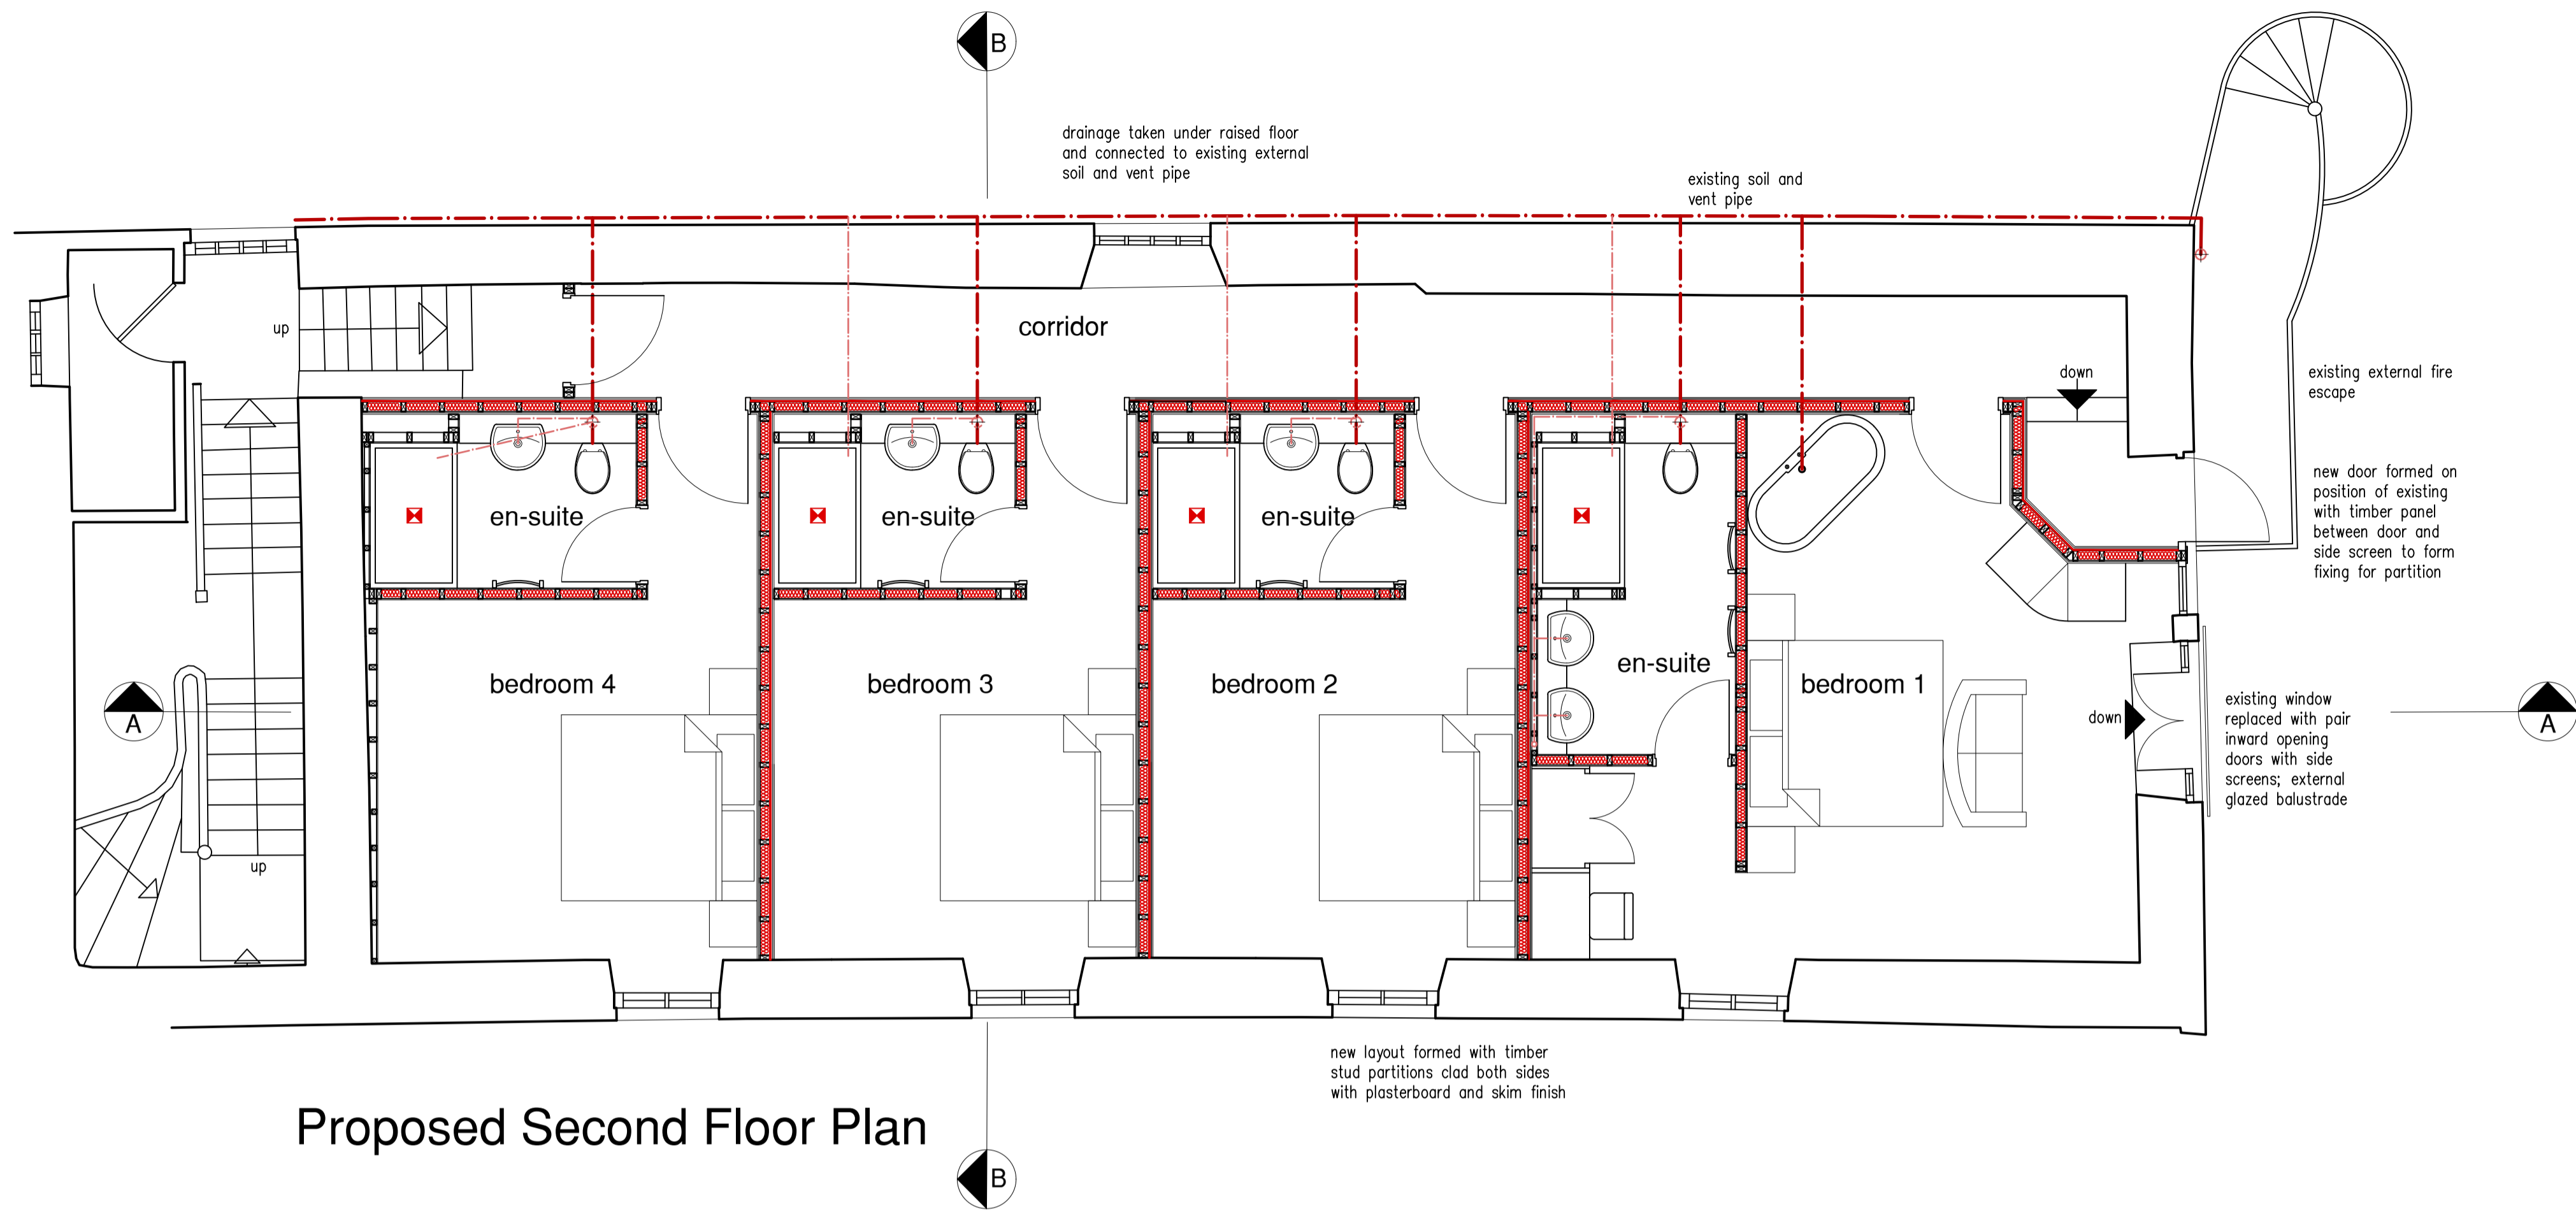 B
drainage taken under raised floor
and connected to existing external
soil and vent pipe
existing soil and
vent pipe
up
corridor
down
existing external fire
escape
new door formed on
position of existing
with timber panel
between door and
side screen to form
fixing for partition
en-suite
en-suite
en-suite
en-suite
bedroom 4
bedroom 3
bedroom 2
bedroom 1
A
down
existing window
replaced with pair
inward opening
doors with side
screens; external
glazed balustrade
A
up
new layout formed with timber
stud partitions clad both sides
with plasterboard and skim finish
Proposed Second Floor Plan
B